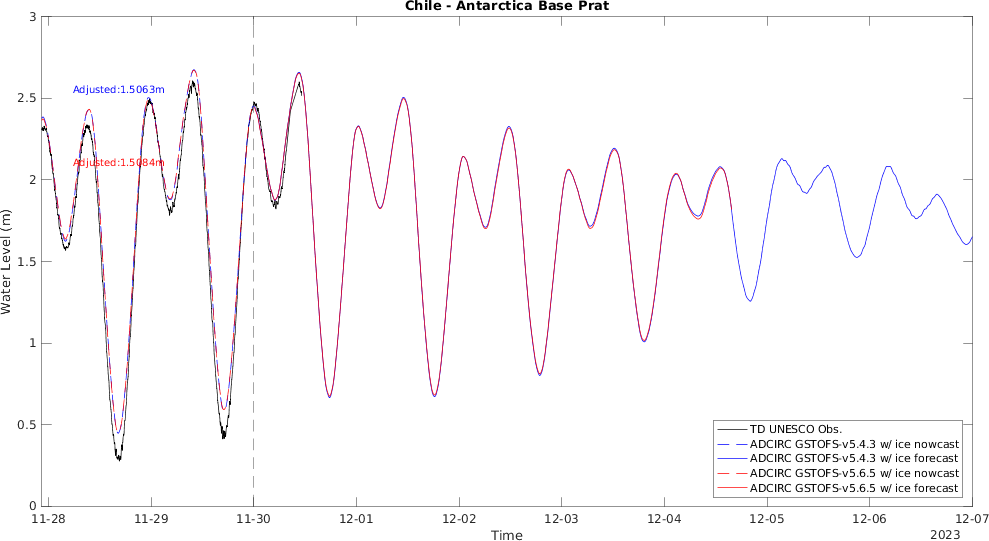 Chile - Antarctica Base Prat
3
2.5
2
1.5
1
0.5
0
Water Level (m)
Adjusted:1.5063m
Adjusted:1.5084m
TD UNESCO Obs.
ADCIRC GSTOFS-v5.4.3 w/ ice nowcast
ADCIRC GSTOFS-v5.4.3 w/ ice forecast
ADCIRC GSTOFS-v5.6.5 w/ ice nowcast
ADCIRC GSTOFS-v5.6.5 w/ ice forecast
11-28 11-29 11-30 12-01 12-02 12-03 12-04 12-05 12-06 12-07
Time
2023